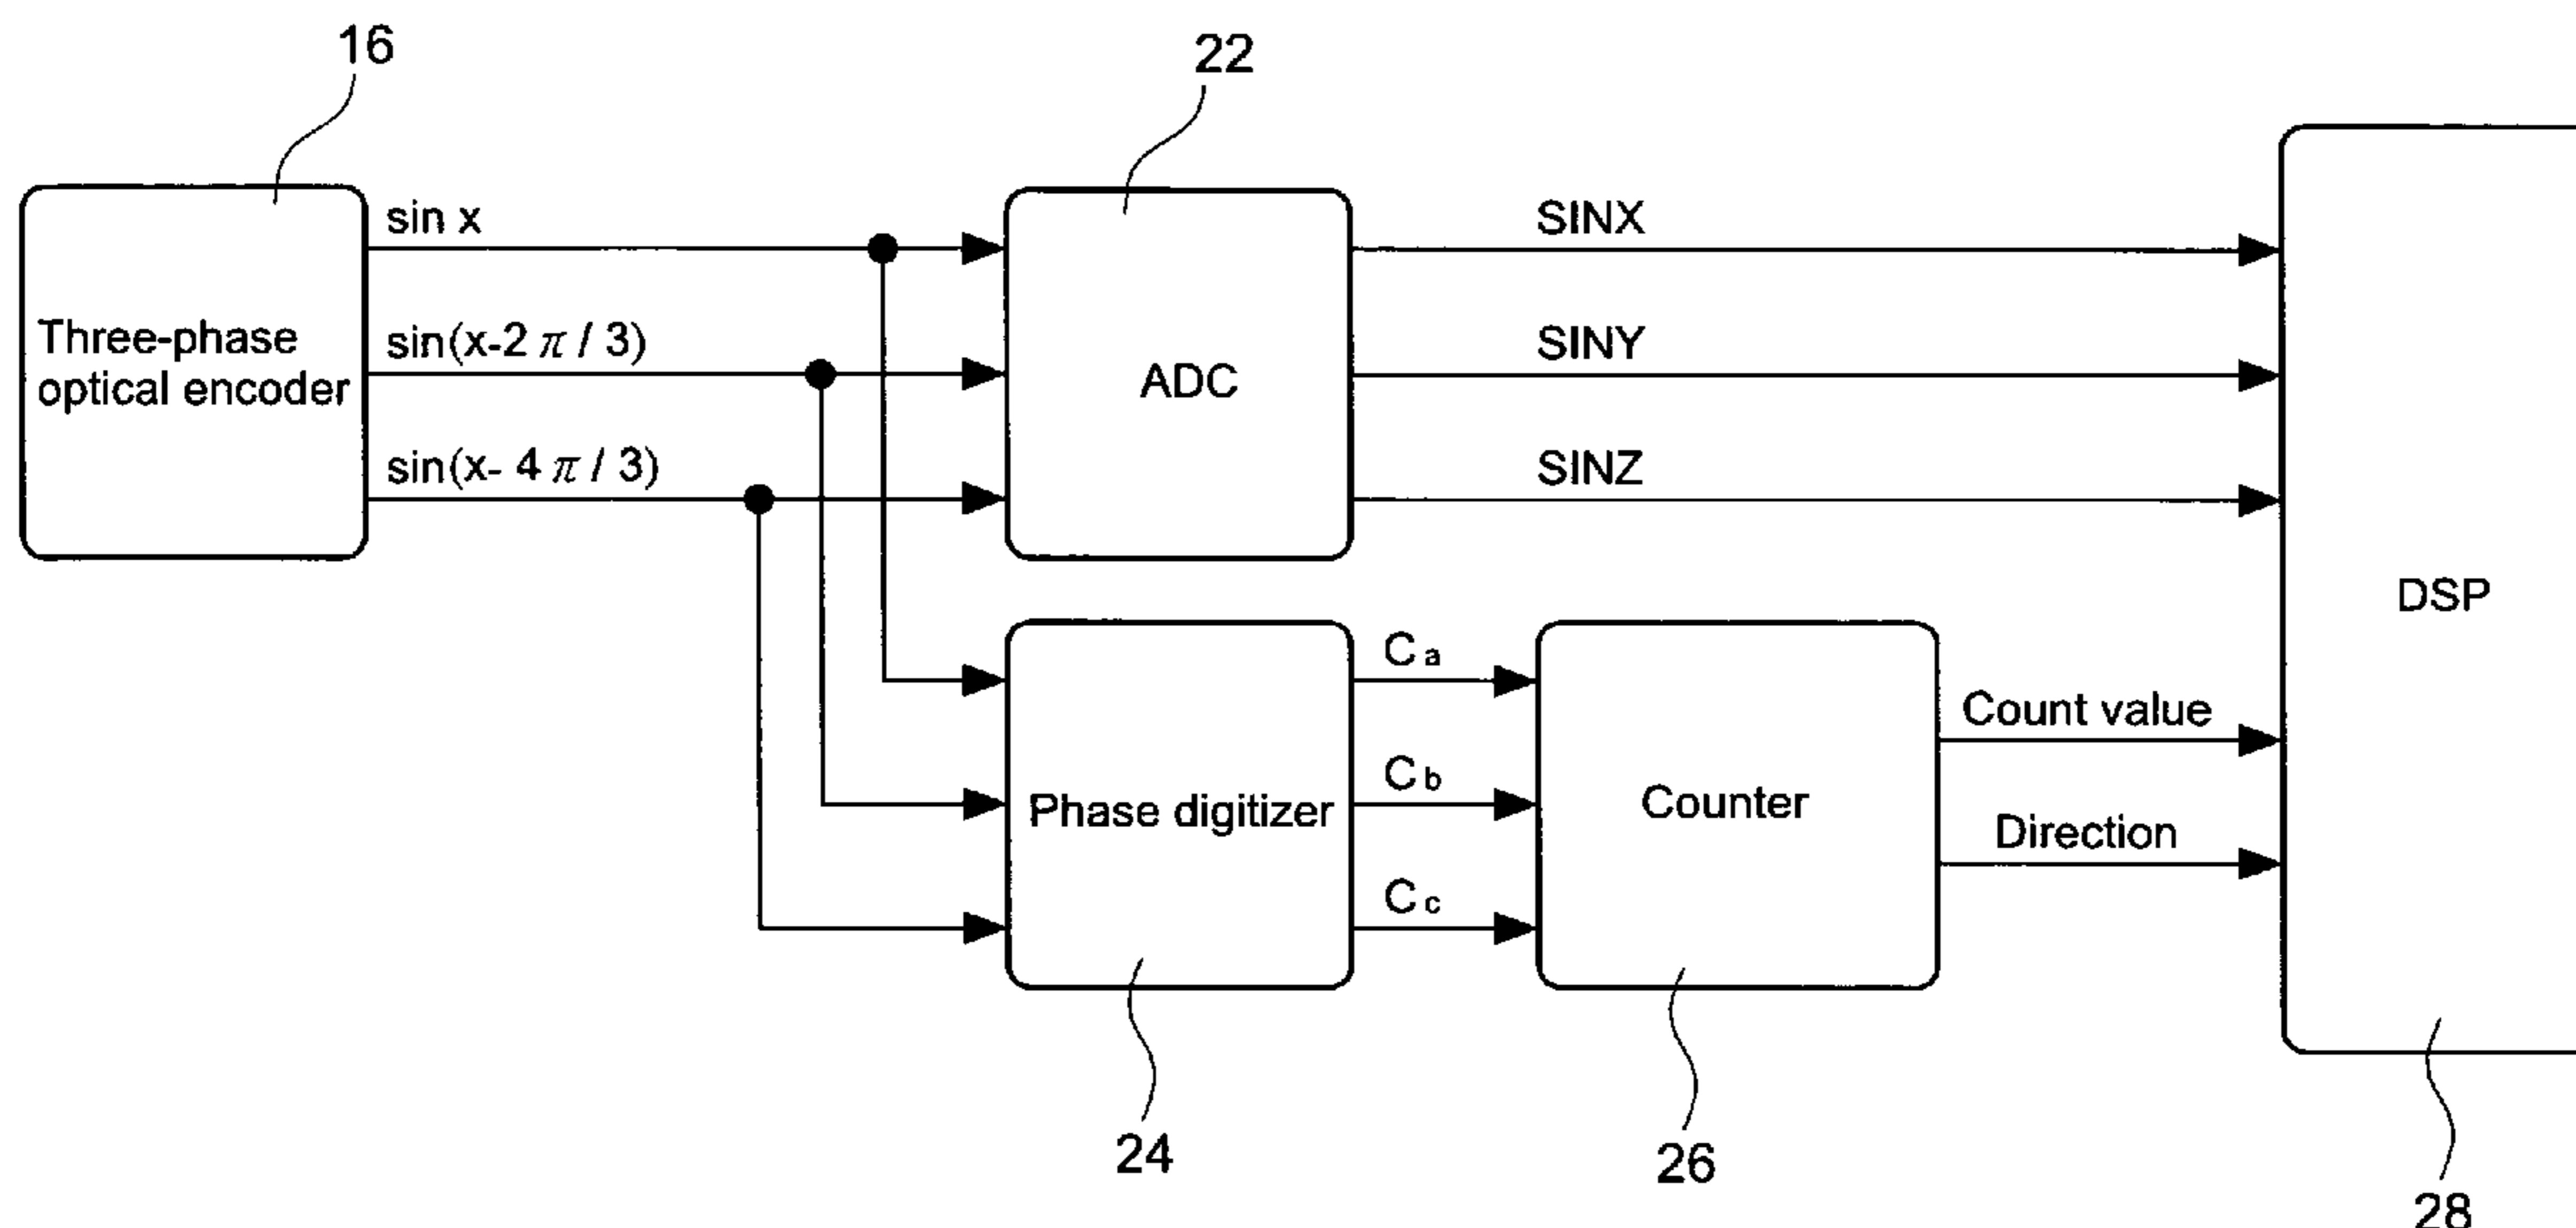 16
22
sin x
SINX
Three-phase
optical encoder
sin(x-2 π / 3)
ADC
SINY
sin(x- 4 π / 3)
SINZ
DSP
Phase digitizer
Ca
Cb
Cc
Counter
Count value
Direction
24
26
28